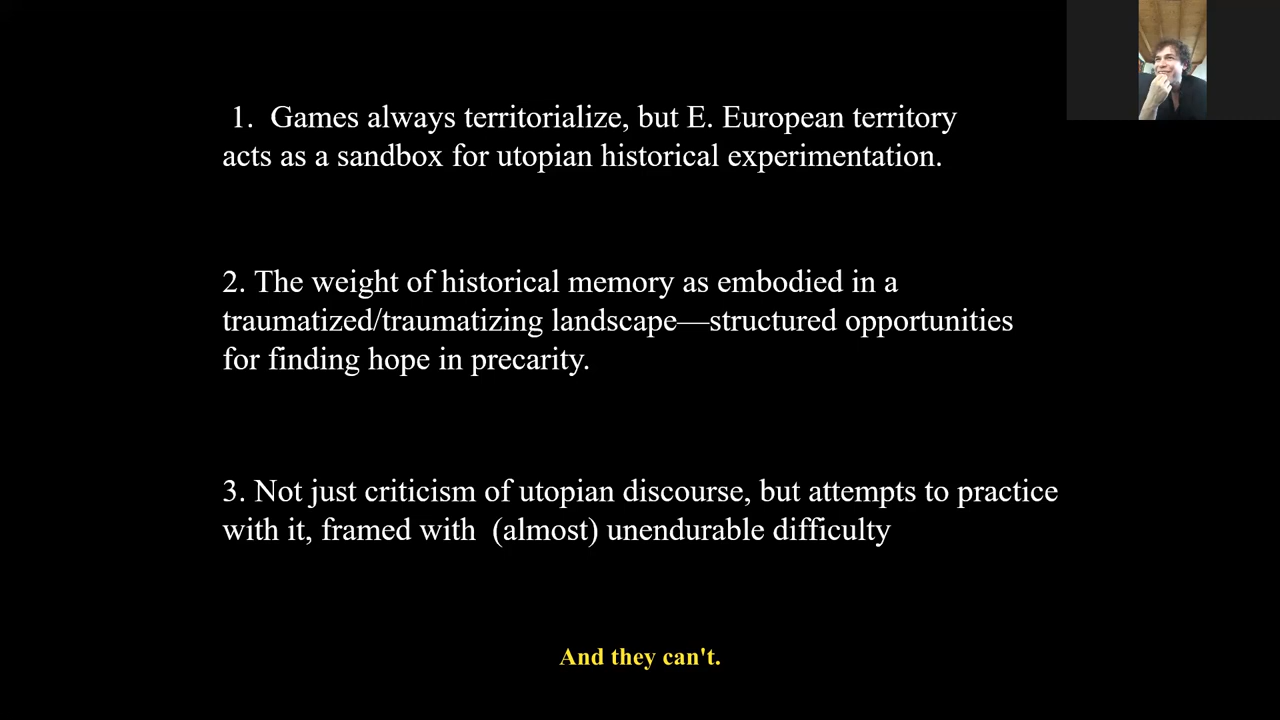 1. Games always territorialize, but E. European territory
acts as a sandbox for utopian historical experimentation.
2. The weight of historical memory as embodied in a
traumatized/traumatizing landscape—structured opportunities
for finding hope in precarity.
3. Not just criticism of utopian discourse, but attempts to practice
with it, framed with (almost) unendurable difficulty
And they can't.